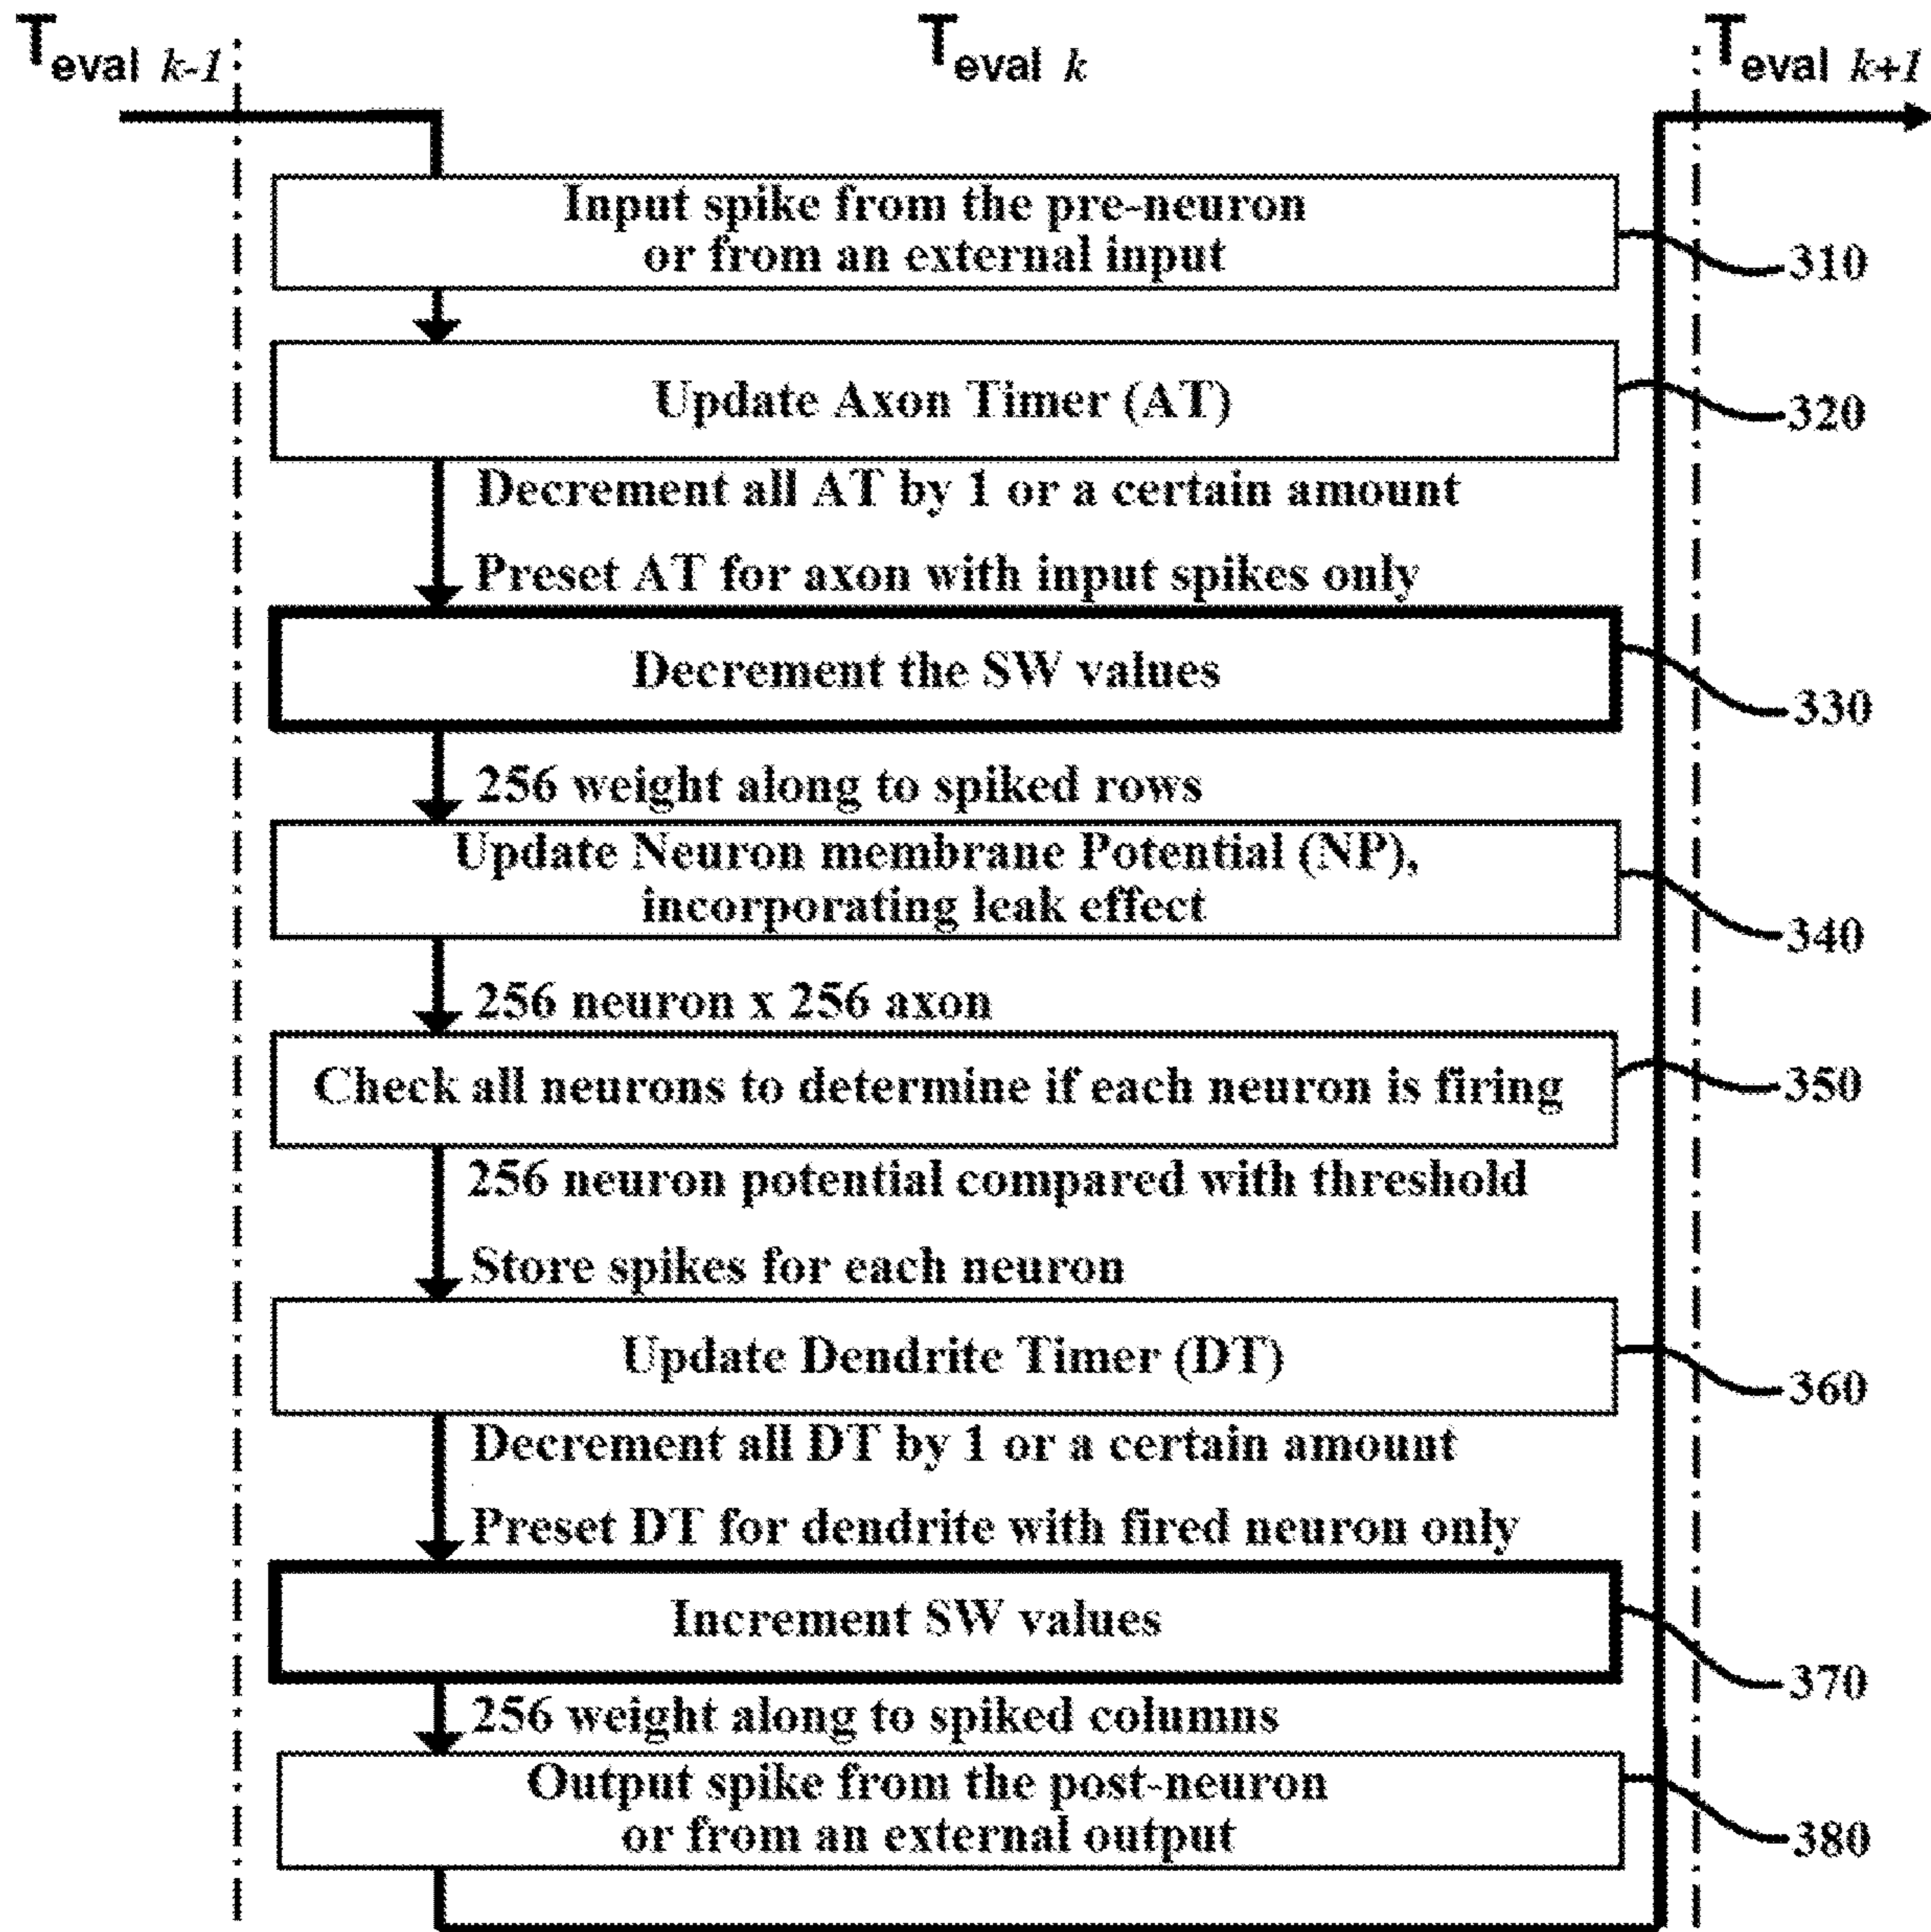 T eval k-1
T eval k
T eval k+1
Input spike from the pre-neuron
or from an external input
310
Update Axon Timer (AT)
320
Decrement all AT by 1 or a certain amount
Preset AT for axon with input spikes only
Decrement the SW values
330
256 weight along to spiked rows
Update Neuron membrane Potential (NP),
incorporating leak effect
340
256 neuron x 256 axon
Check all neurons to determine if each neuron is firing
350
256 neuron potential compared with threshold
Store spikes for each neuron
Update Dendrite Timer (DT)
360
Decrement all DT by 1 or a certain amount
Preset DT for dendrite with fired neuron only
Increment SW values
370
256 weight along to spiked columns
Output spike from the post-neuron
or from an external output
380